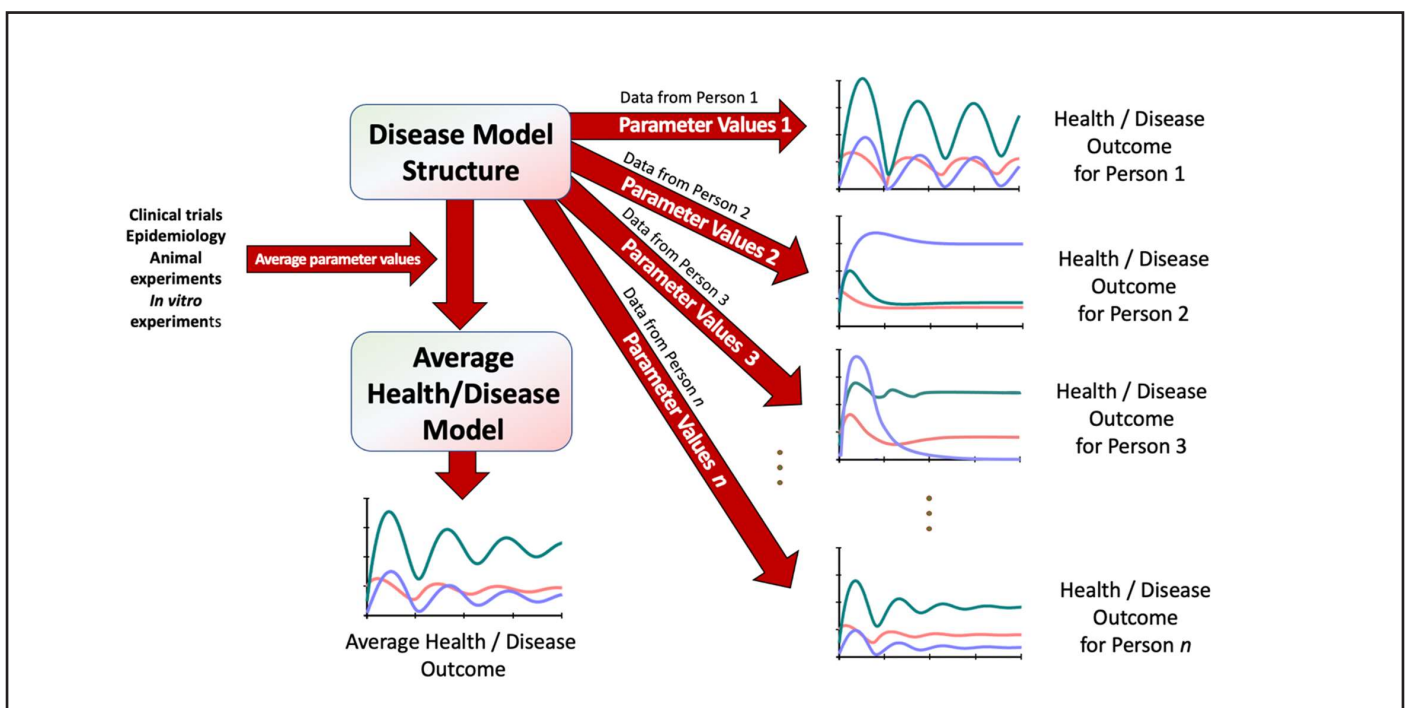 Disease Model
Structure
Clinical trials
Epidemiology
Animal
experiments
In vitro
experiments
Average parameter values
Average
Health/Disease
Model
Average Health / Disease
Outcome
Data from Person 1
Parameter Values 1
Data from Person 2
Parameter Values 2
Data from Person 3
Parameter Values 3
Data from Person n
Parameter Values n
Health / Disease
Outcome
for Person 1
Health / Disease
Outcome
for Person 2
Health / Disease
Outcome
for Person 3
Health / Disease
Outcome
for Person n